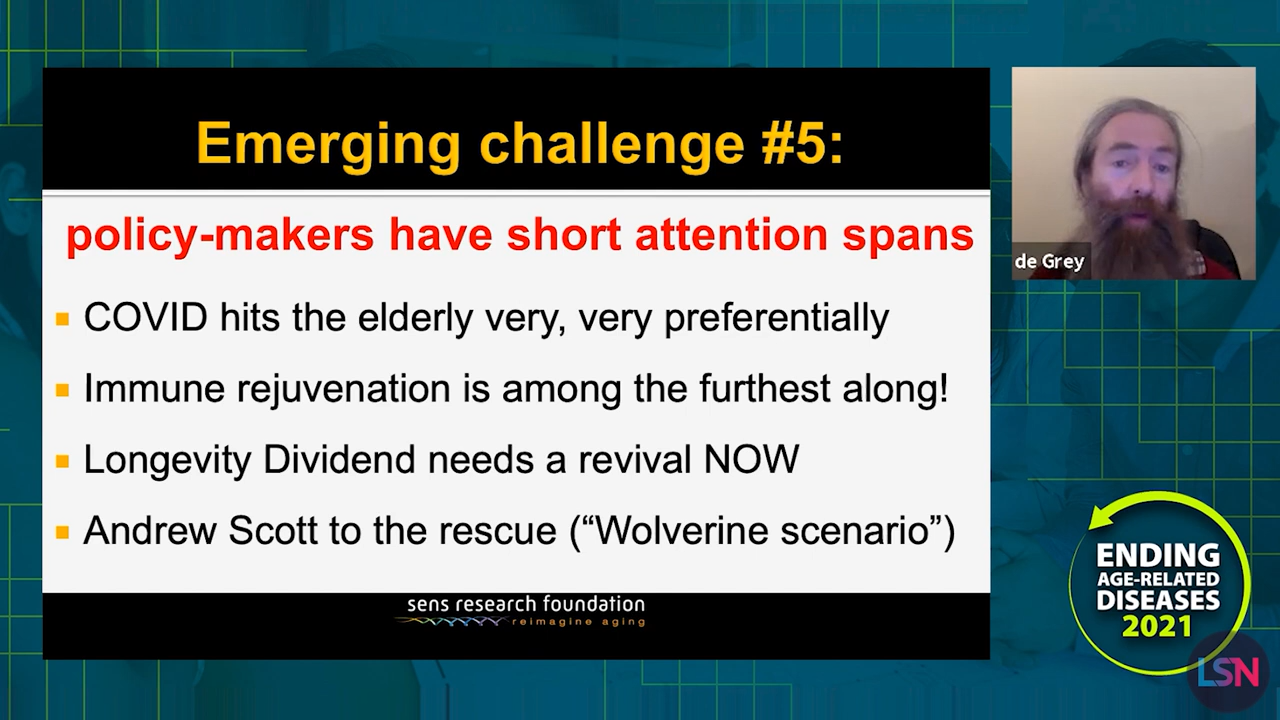 Emerging challenge #5:
policy-makers have short attention spans
COVID hits the elderly very, very preferentially
Immune rejuvenation is among the furthest along!
Longevity Dividend needs a revival NOW
Andrew Scott to the rescue (“Wolverine scenario”)
sens research foundation
reimagine aging
de Grey
ENDING
AGE-RELATED
DISEASES
2021
LSN